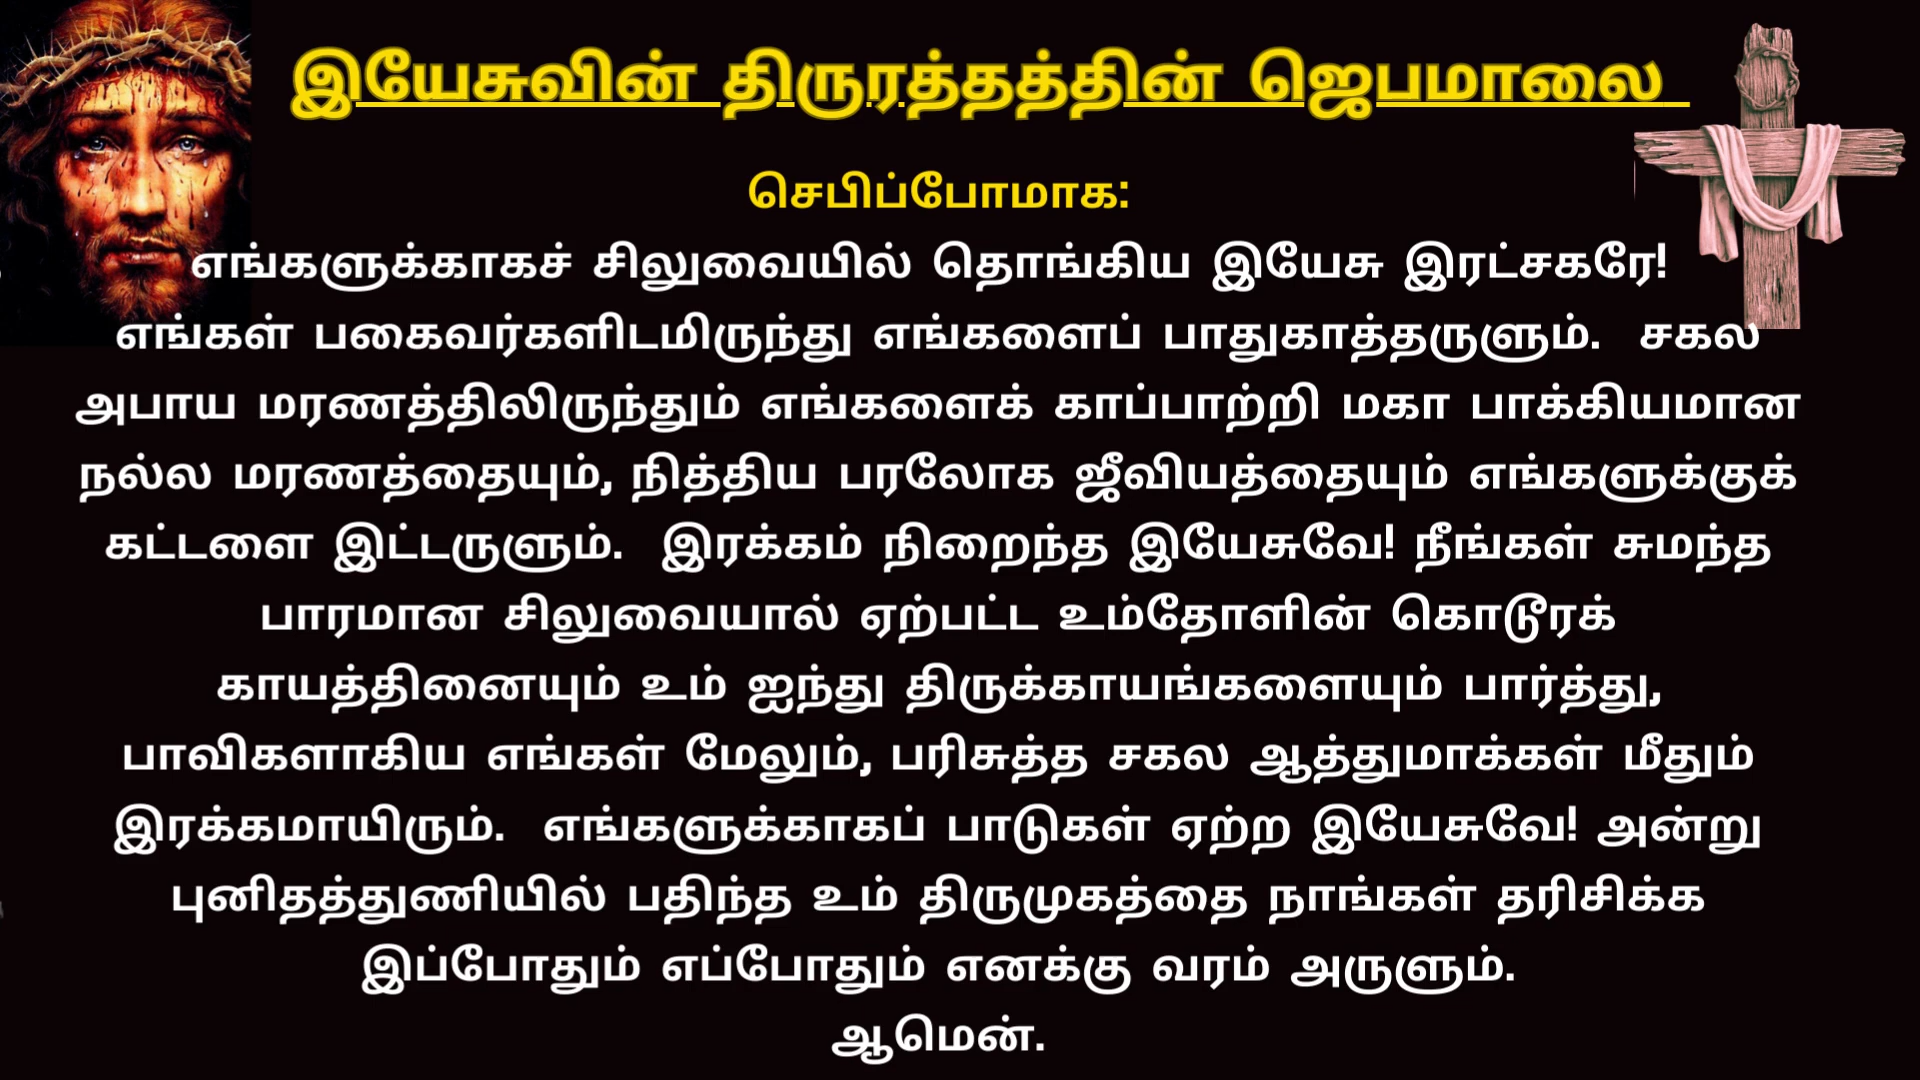 இயேசுவின் திருரத்தத்தின் ஜெபமாலை
செபிப்போமாக:
எங்களுக்காகச் சிலுவையில் தொங்கிய இயேசு இரட்சகரே!
எங்கள் பகைவர்களிடமிருந்து எங்களைப் பாதுகாத்தருளும். சகல
அபாய மரணத்திலிருந்தும் எங்களைக் காப்பாற்றி மகா பாக்கியமான
நல்ல மரணத்தையும், நித்திய பரலோக ஜீவியத்தையும் எங்களுக்குக்
கட்டளை இட்டருளும். இரக்கம் நிறைந்த இயேசுவே! நீங்கள் சுமந்த
பாரமான சிலுவையால் ஏற்பட்ட உம்தோளின் கொடூரக்
காயத்தினையும் உம் ஐந்து திருக்காயங்களையும் பார்த்து,
பாவிகளாகிய எங்கள் மேலும், பரிசுத்த சகல ஆத்துமாக்கள் மீதும்
இரக்கமாயிரும். எங்களுக்காகப் பாடுகள் ஏற்ற இயேசுவே! அன்று
புனிதத்துணியில் பதிந்த உம் திருமுகத்தை நாங்கள் தரிசிக்க
இப்போதும் எப்போதும் எனக்கு வரம் அருளும்.
ஆமென்.